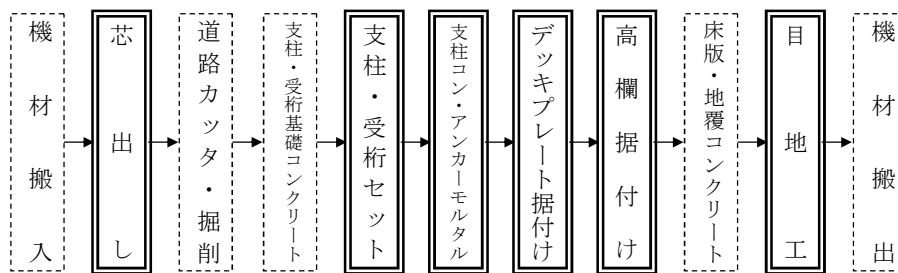 機材搬入
芯出し
道路カッタ・掘削
支柱・受桁基礎コンクリート
支柱・受桁セット
支柱コン・アンカーモルタル
デッキプレート据付け
高欄据付け
床版・地覆コンクリート
目地工
機材搬出